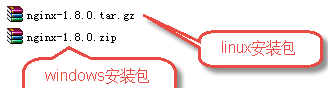 nginx-1.8.0.tar.gz
linux安装包
nginx-1.8.0.zip
windows安装包